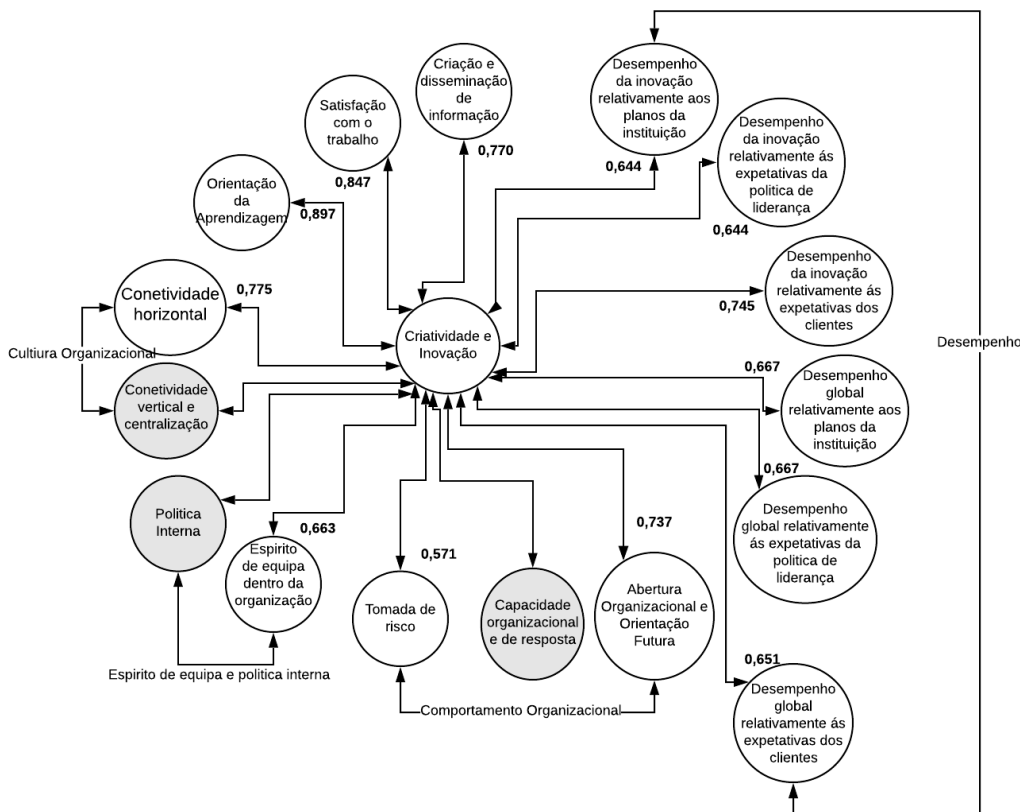 Criação e
disseminação
de
informação
0,770
Satisfação
com o
trabalho
0,847
Orientação
da
Aprendizagem
0,897
Conetividade
horizontal
0,775
Cultiura Organizacional
Conetividade
vertical e
centralização
Politica
Interna
Espirito
de equipa
dentro da
organização
0,663
Espirito de equipa e politica interna
Tomada de
risco
0,571
Capacidade
organizacional
e de resposta
Abertura
Organizacional e
Orientação
Futura
0,737
Comportamento Organizacional
Criatividade e
Inovação
Desempenho
da inovação
relativamente aos
planos da
instituição
0,644
Desempenho
da inovação
relativamente ás
expetativas da
politica de
liderança
0,644
Desempenho
da inovação
relativamente ás
expetativas dos
clientes
0,745
Desempenho
global
relativamente aos
planos da
instituição
0,667
Desempenho
global relativamente
ás expetativas da
politica de
liderança
0,667
Desempenho
global
relativamente ás
expetativas dos
clientes
0,651
Desempenho